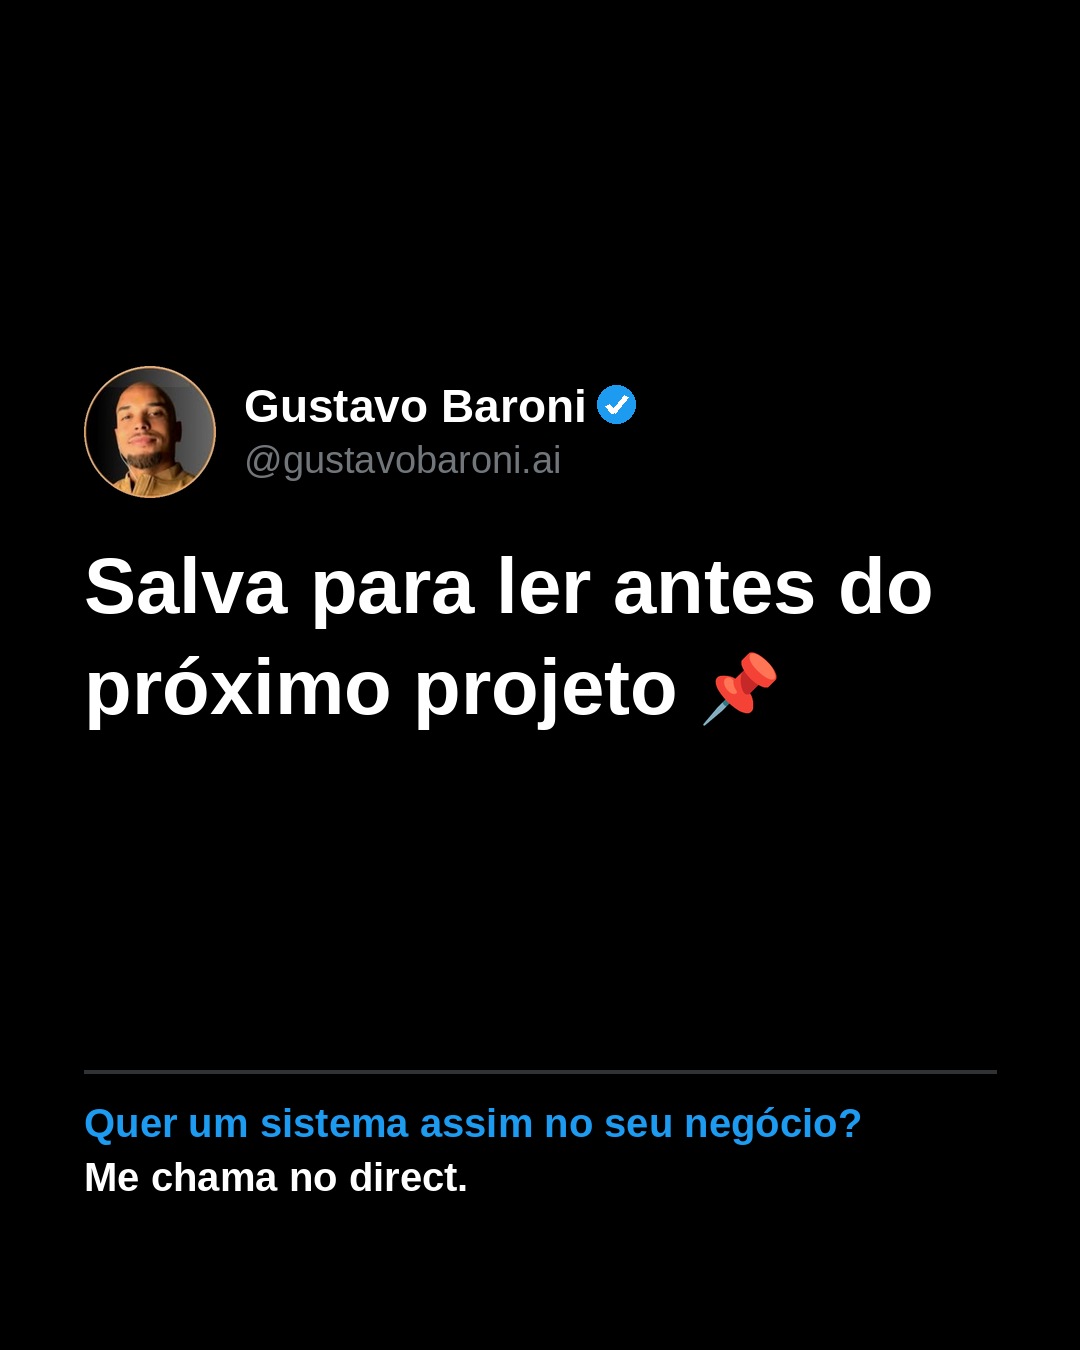 Gustavo Baroni
@gustavobaroni.ai
Salva para ler antes do
próximo projeto 📌
Quer um sistema assim no seu negócio?
Me chama no direct.